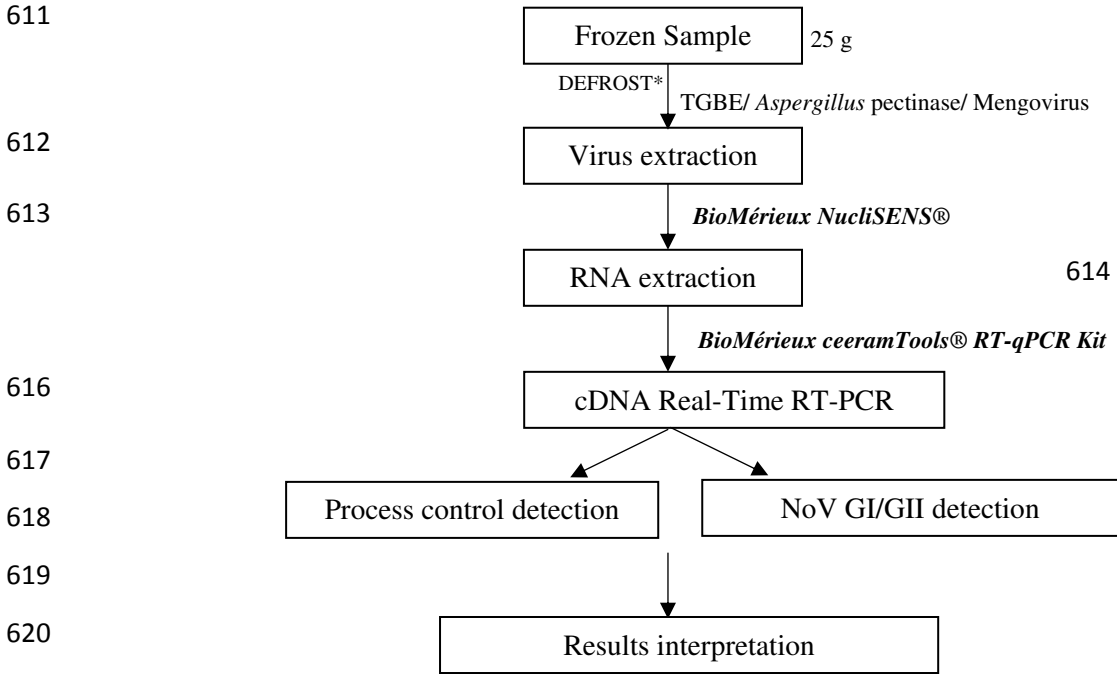 611
Frozen Sample 25 g
DEFROST*
TGBE/ Aspergillus pectinase/ Mengovirus
612
Virus extraction
613
BioMérieux NucliSENS®
RNA extraction
614
BioMérieux ceeramTools® RT-qPCR Kit
616
cDNA Real-Time RT-PCR
617
Process control detection
NoV GI/GII detection
618
619
620
Results interpretation